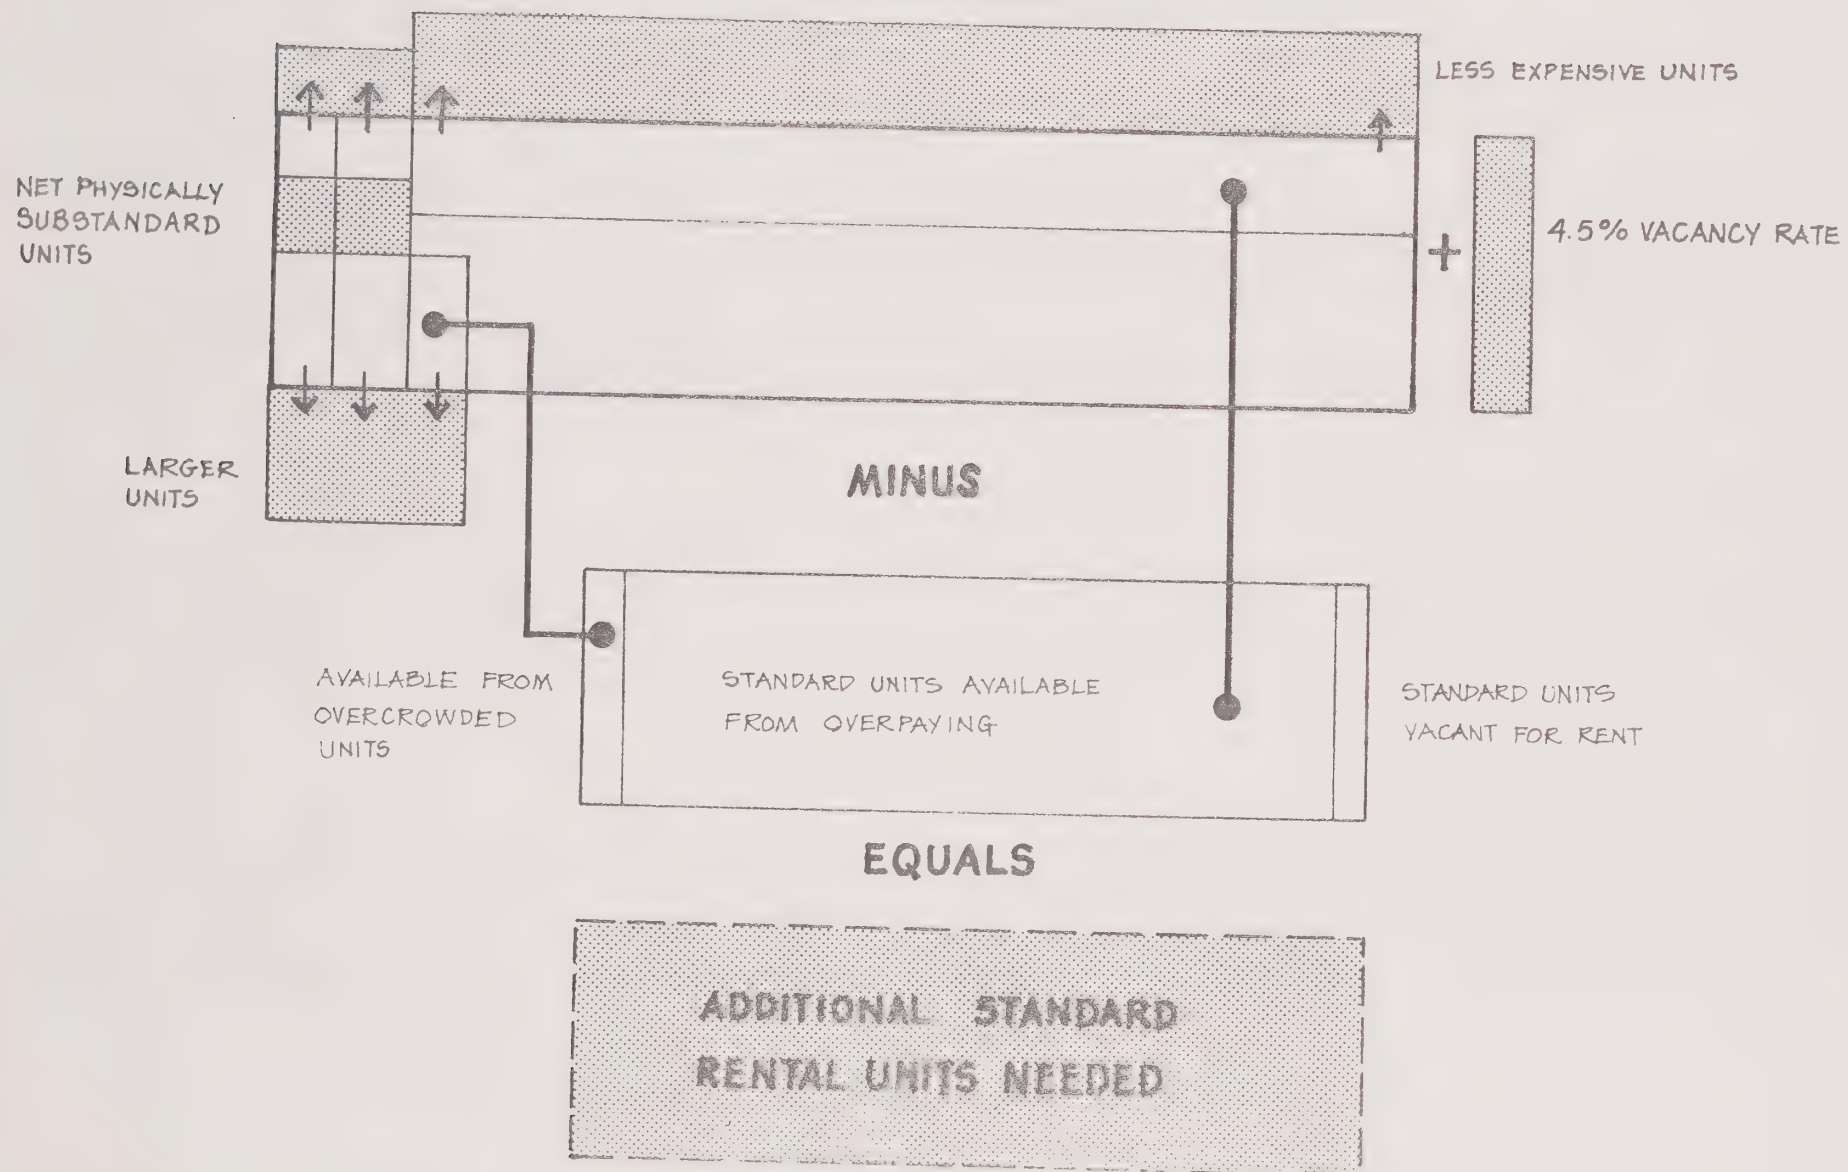 LESS EXPENSIVE UNITS
NET PHYSICALLY
SUBSTANDARD
UNITS
+
4.5% VACANCY RATE
LARGER
UNITS
MINUS
AVAILABLE FROM
OVERCROWDED
UNITS
STANDARD UNITS AVAILABLE
FROM OVERPAYING
STANDARD UNITS
VACANT FOR RENT
EQUALS
ADDITIONAL STANDARD
RENTAL UNITS NEEDED